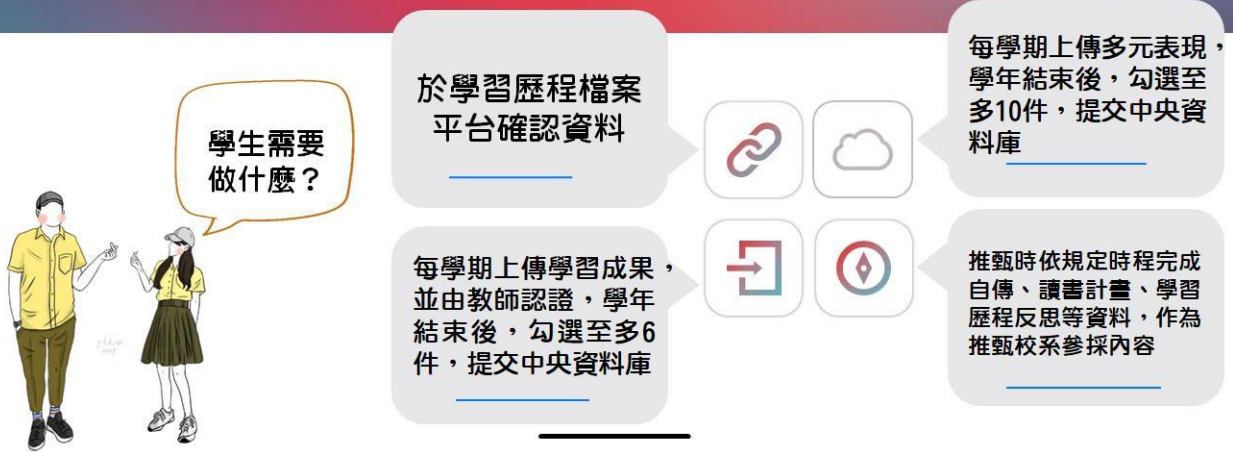 學生需要
做什麼？
於學習歷程檔案
平台確認資料
每學期上傳多元表現，
學年結束後，勾選至
多10件，提交中央資
料庫
每學期上傳學習成果，
並由教師認證，學年
結束後，勾選至多6
件，提交中央資料庫
推甄時依規定時程完成
自傳、讀書計畫、學習
歷程反思等資料，作為
推甄校系參採內容